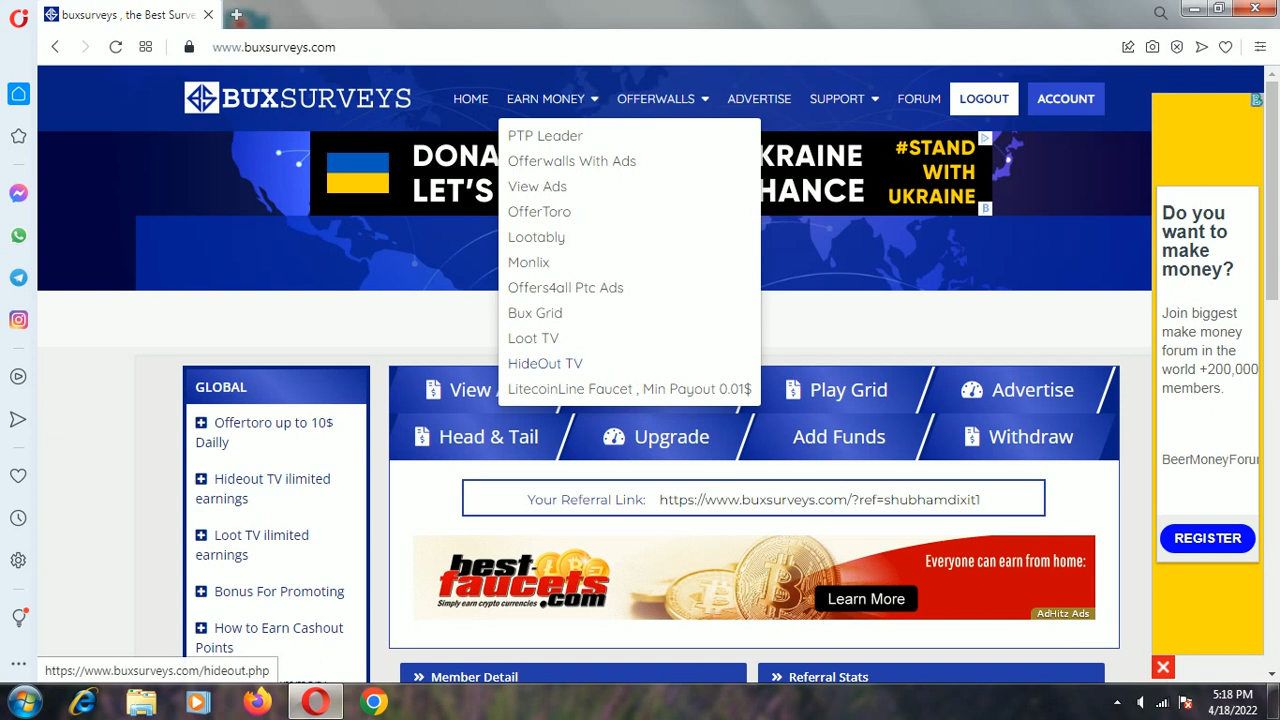 buxsurveys , the Best Surve
www.buxsurveys.com
BUXSURVEYS
HOME
EARN MONEY
OFFERWALLS
ADVERTISE
SUPPORT
FORUM
LOGOUT
ACCOUNT
PTP Leader
Offerwalls With Ads
View Ads
OfferToro
Lootably
Monlix
Offers4all Ptc Ads
Bux Grid
Loot TV
HideOut TV
LitecoinLine Faucet , Min Payout 0.01$
DONA
KRAINE
LET'S
HANCE
#STAND
WITH
UKRAINE
Do you
want to
make
money?
Join biggest
make money
forum in the
world +200,000
members.
BeerMoneyForu
REGISTER
GLOBAL
Offertoro up to 10$
Dailly
Hideout TV ilimited
earnings
Loot TV ilimited
earnings
Bonus For Promoting
How to Earn Cashout
Points
View
Play Grid
Advertise
Head & Tail
Upgrade
Add Funds
Withdraw
Your Referral Link: https://www.buxsurveys.com/?ref=shubhamdixit1
best-
faucets
.com
Simply earn crypto currencies
Everyone can earn from home:
Learn More
AdHitz Ads
Member Detail
Referral Stats
https://www.buxsurveys.com/hideout.php
5:18 PM
4/18/2022